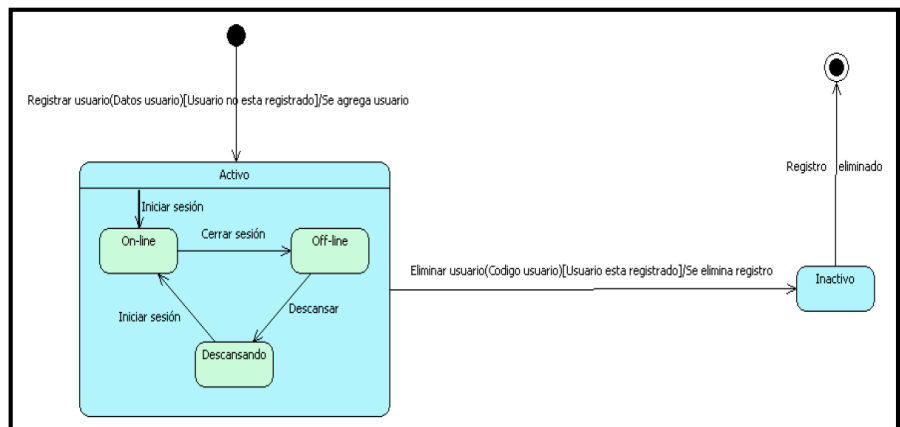 Registrar usuario(Datos usuario)[Usuario no esta registrado]/Se agrega usuario
Activo
Iniciar sesión
On-line
Cerrar sesión
Off-line
Iniciar sesión
Descansar
Descansando
Eliminar usuario(Codigo usuario)[Usuario esta registrado]/Se elimina registro
Inactivo
Registro eliminado